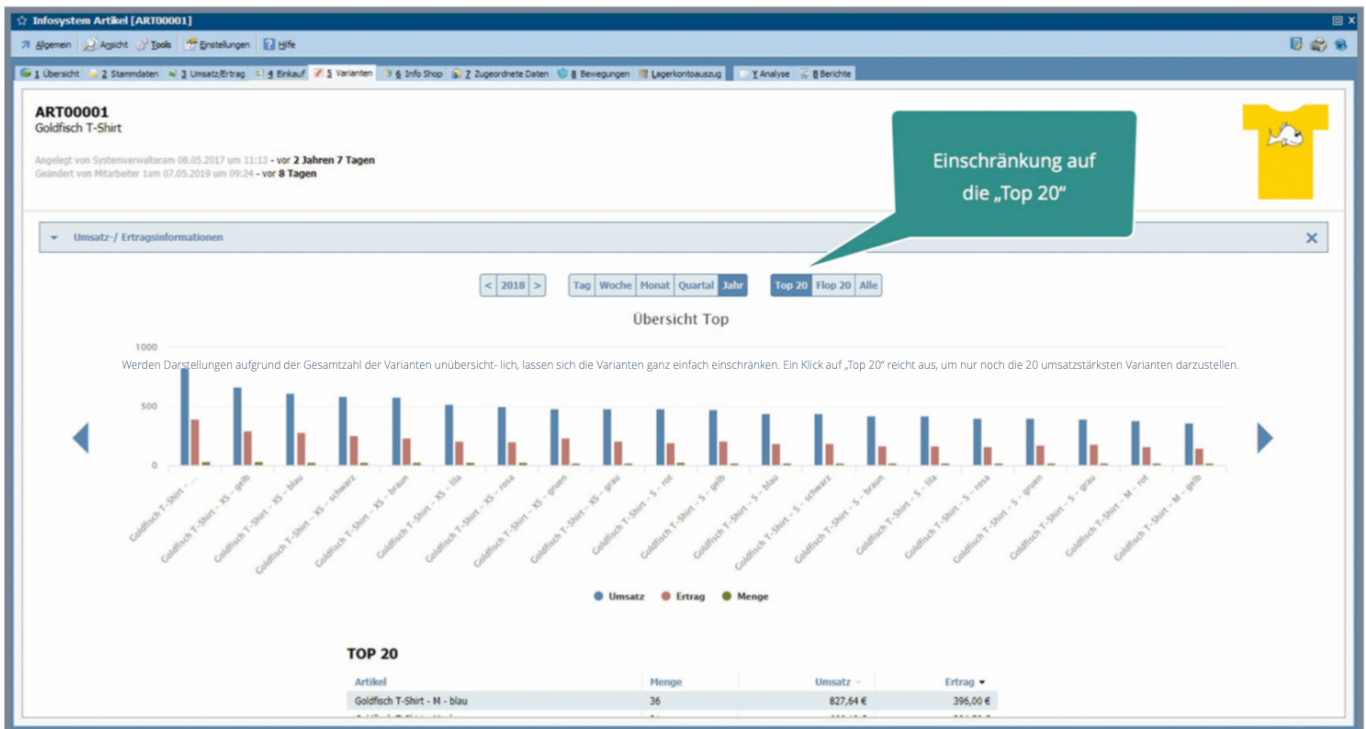 Infosystem Artikel [ART00001]
Allgemein Ansicht Tools Einstellungen Hilfe
1 Übersicht 2 Stammdaten 3 Umsatz/Ertrag 4 Einkauf 5 Varianten 6 Info Shop 7 Zugeordnete Daten 8 Bewegungen Lagerkontoauszug Y Analyse B Berichte
ART00001
Goldfisch T-Shirt
Angelegt von Systemverwalteram 08.05.2017 um 11:13 - vor 2 Jahren 7 Tagen
Geändert von Mitarbeiter 1am 07.05.2019 um 09:24 - vor 8 Tagen
Einschränkung auf
die „Top 20“
Umsatz-/ Ertragsinformationen
< 2018 > Tag Woche Monat Quartal Jahr Top 20 Flop 20 Alle
Übersicht Top
1000
Werden Darstellungen aufgrund der Gesamtzahl der Varianten unübersicht- lich, lassen sich die Varianten ganz einfach einschränken. Ein Klick auf „Top 20“ reicht aus, um nur noch die 20 umsatzstärksten Varianten darzustellen.
500
0
Goldfisch T-Shirt - ...
Goldfisch T-Shirt - XS - gelb
Goldfisch T-Shirt - XS - blau
Goldfisch T-Shirt - XS - schwarz
Goldfisch T-Shirt - XS - braun
Goldfisch T-Shirt - XS - lila
Goldfisch T-Shirt - XS - rosa
Goldfisch T-Shirt - XS - gruen
Goldfisch T-Shirt - XS - grau
Goldfisch T-Shirt - S - rot
Goldfisch T-Shirt - S - gelb
Goldfisch T-Shirt - S - blau
Goldfisch T-Shirt - S - schwarz
Goldfisch T-Shirt - S - braun
Goldfisch T-Shirt - S - lila
Goldfisch T-Shirt - S - rosa
Goldfisch T-Shirt - S - gruen
Goldfisch T-Shirt - S - grau
Goldfisch T-Shirt - M - rot
Goldfisch T-Shirt - M - gelb
Umsatz Ertrag Menge
TOP 20
Artikel Menge Umsatz Ertrag
Goldfisch T-Shirt - M - blau 36 827,64 € 396,00 €